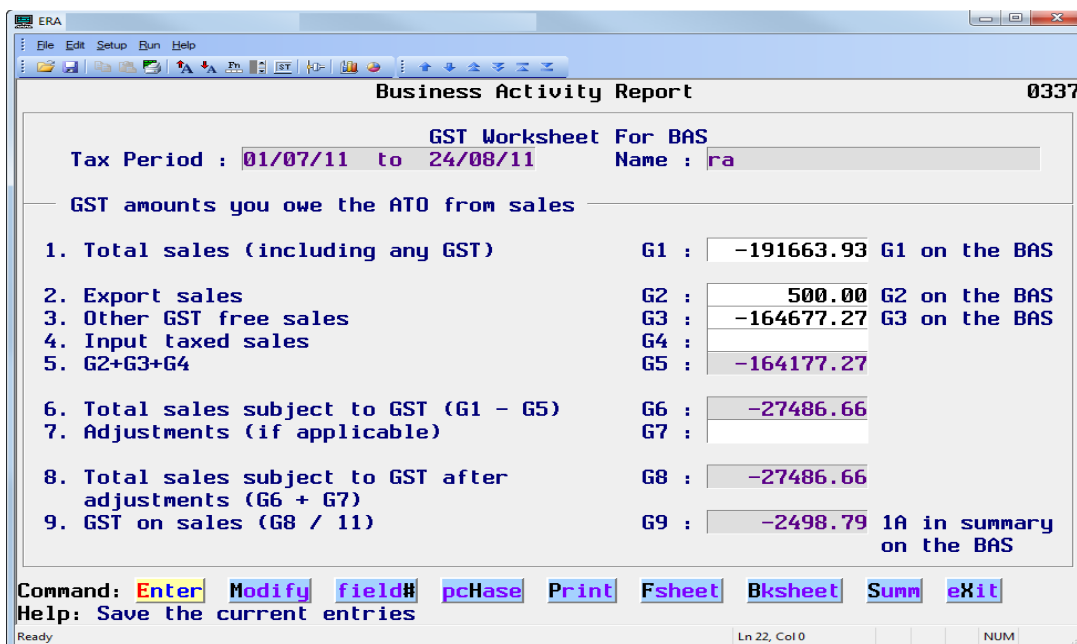 ERA
File Edit Setup Run Help
Business Activity Report 0337
GST Worksheet For BAS
Tax Period : 01/07/11 to 24/08/11 Name : ra
GST amounts you owe the ATO from sales
1. Total sales (including any GST) G1 : -191663.93 G1 on the BAS
2. Export sales G2 : 500.00 G2 on the BAS
3. Other GST free sales G3 : -164677.27 G3 on the BAS
4. Input taxed sales G4 :
5. G2+G3+G4 G5 : -164177.27
6. Total sales subject to GST (G1 - G5) G6 : -27486.66
7. Adjustments (if applicable) G7 :
8. Total sales subject to GST after G8 : -27486.66
adjustments (G6 + G7)
9. GST on sales (G8 / 11) G9 : -2498.79 1A in summary
on the BAS
Command: Enter Modify field# pcHase Print Fsheet Bksheet Summ eXit
Help: Save the current entries
Ready Ln 22, Col 0 NUM